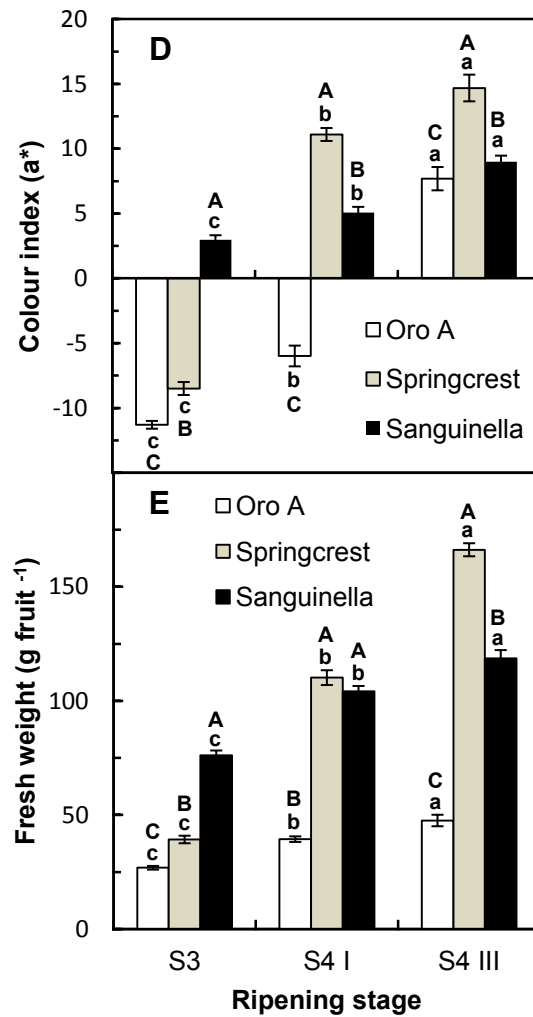 20
15
10
5
0
-5
-10
Colour index (a*)
D
A
c
A
b
B
b
C
a
A
a
B
a
c
C
c
B
b
C
Oro A
Springcrest
Sanguinella
150
100
50
0
Fresh weight (g fruit -1)
E
Oro A
Springcrest
Sanguinella
C
c
B
c
A
c
B
b
A
b
A
b
C
a
A
a
B
a
S3 S4 I S4 III
Ripening stage